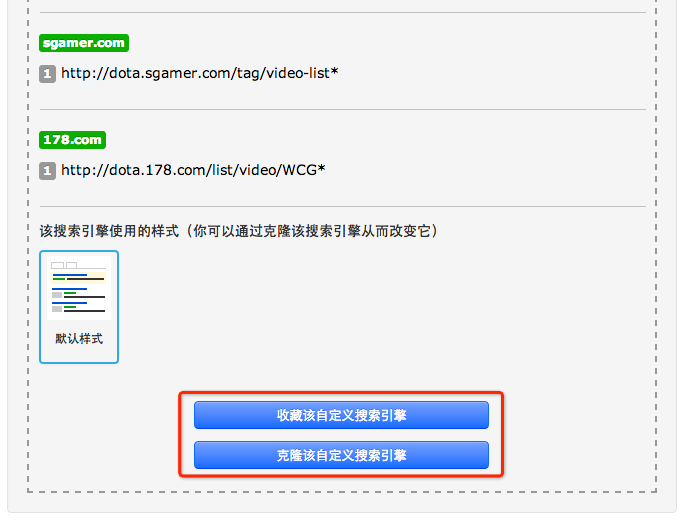 sgamer.com
1 http://dota.sgamer.com/tag/video-list*
178.com
1 http://dota.178.com/list/video/WCG*
该搜索引擎使用的样式（你可以通过克隆该搜索引擎从而改变它）
默认样式
收藏该自定义搜索引擎
克隆该自定义搜索引擎